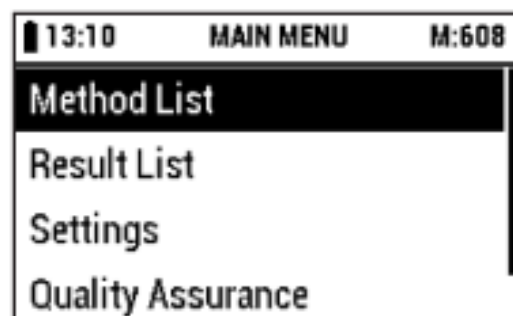 13:10 MAIN MENU M:608
Method List
Result List
Settings
Quality Assurance